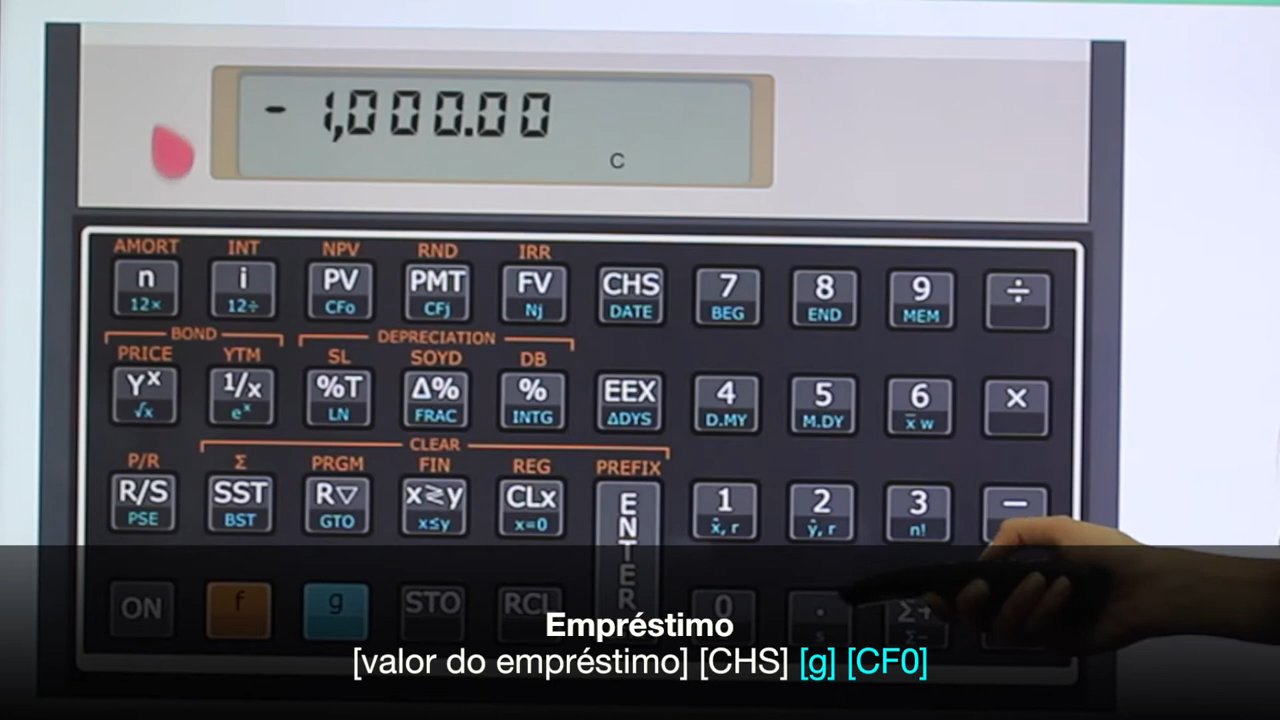 - 1,000.00
C
AMORT INT NPV RND IRR
n i PV PMT FV CHS 7 8 9 ÷
12× 12÷ CFo CFj Nj DATE BEG END MEM
BOND DEPRECIATION
PRICE YTM SL SOYD DB
Yˣ 1/x %T Δ% % EEX 4 5 6 ×
√x eˣ LN FRAC INTG ΔDYS D.MY M.DY x̄ w
CLEAR
P/R Σ PRGM FIN REG PREFIX
R/S SST R▽ x≷y CLx ENTER 1 2 3 −
PSE BST GTO x≤y x=0 x̂, r ŷ, r n!
ON f g STO RCL 0 . Σ+
s Σ−
Empréstimo
[valor do empréstimo] [CHS] [g] [CF0]